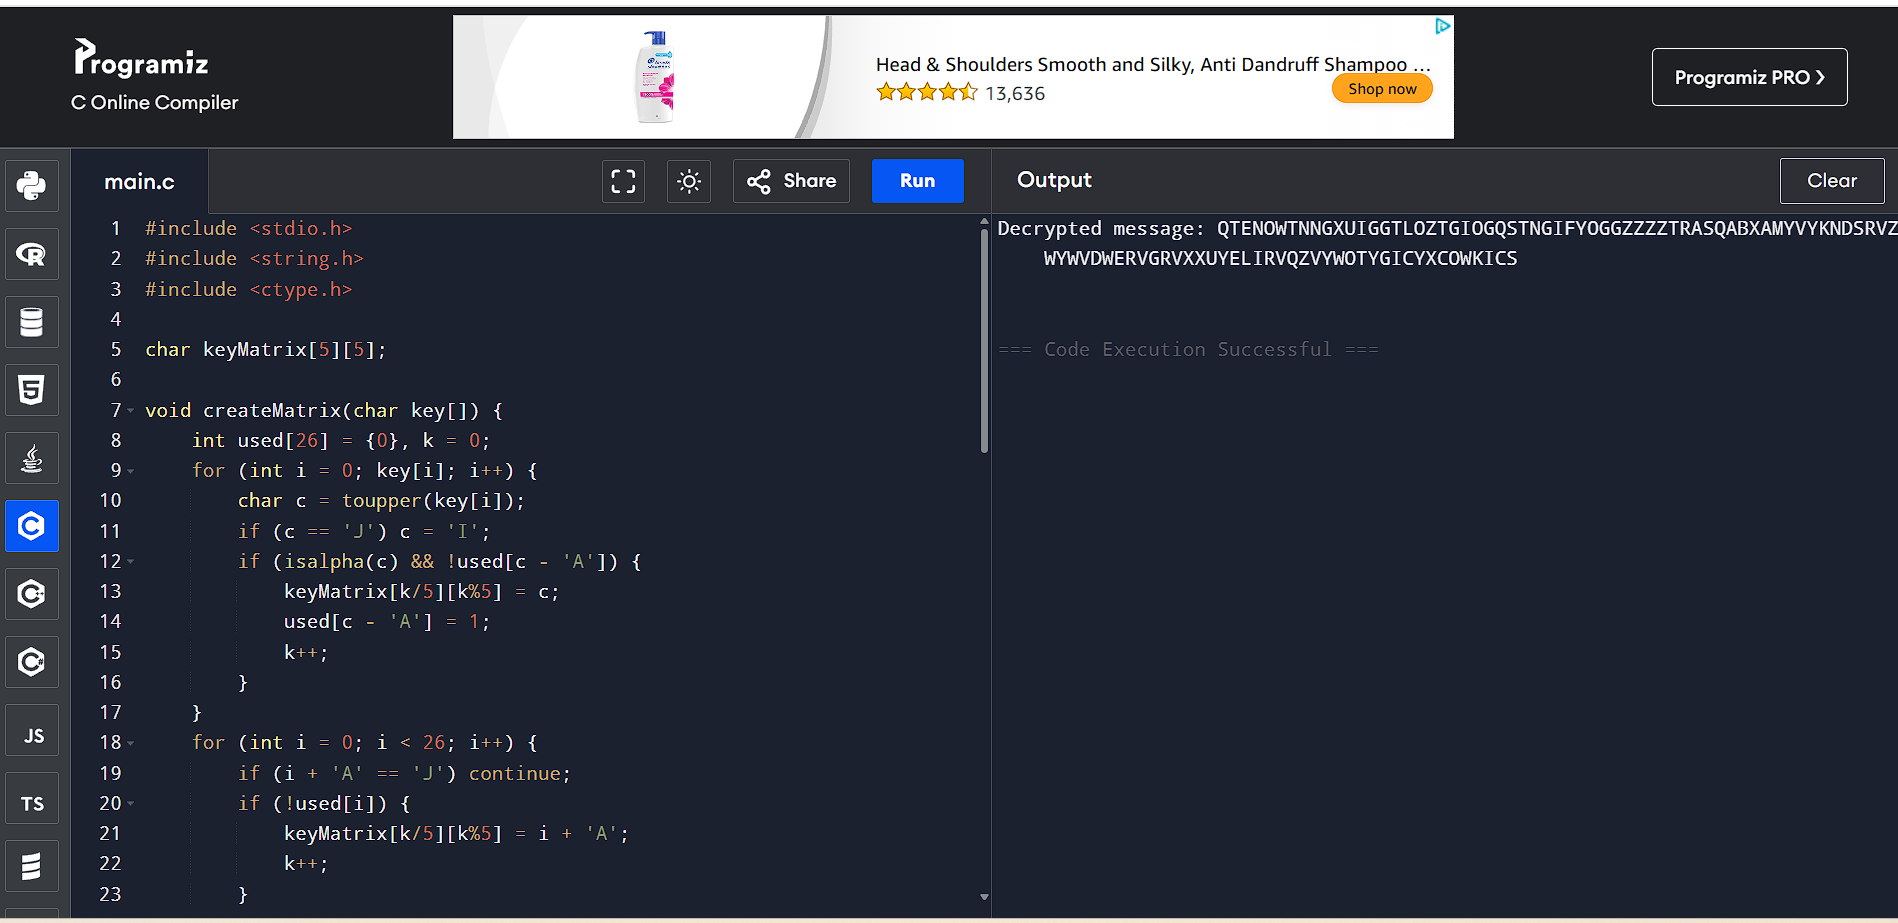 Programiz
C Online Compiler
Head & Shoulders Smooth and Silky, Anti Dandruff Shampoo ...
13,636
Shop now
Programiz PRO >
main.c
Share
Run
Output
Clear
1 #include <stdio.h>
2 #include <string.h>
3 #include <ctype.h>
4
5 char keyMatrix[5][5];
6
7 void createMatrix(char key[]) {
8     int used[26] = {0}, k = 0;
9     for (int i = 0; key[i]; i++) {
10         char c = toupper(key[i]);
11         if (c == 'J') c = 'I';
12         if (isalpha(c) && !used[c - 'A']) {
13             keyMatrix[k/5][k%5] = c;
14             used[c - 'A'] = 1;
15             k++;
16         }
17     }
18     for (int i = 0; i < 26; i++) {
19         if (i + 'A' == 'J') continue;
20         if (!used[i]) {
21             keyMatrix[k/5][k%5] = i + 'A';
22             k++;
23         }
Decrypted message: QTENOWTNNGXUIGGTLOZTGIOGQSTNGIFYOGGZZZZTRASQABXAMYVYKNDSRVZ
WYWVDWERVGRVXXUYELIRVQZVYWOTYGICYXCOWKICS
=== Code Execution Successful ===
JS
TS